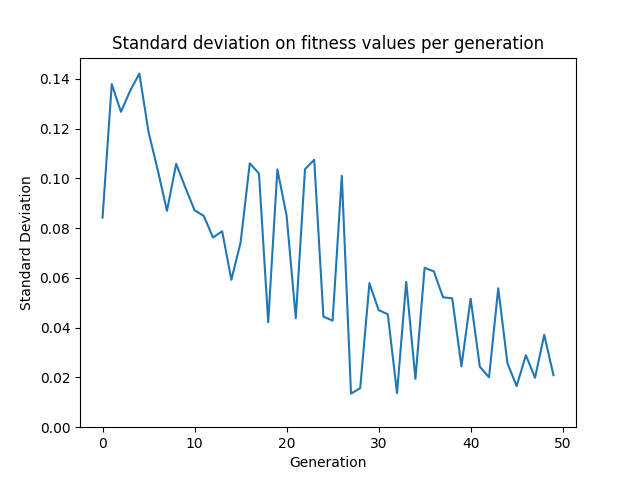 Standard deviation on fitness values per generation
Standard Deviation
0.14
0.12
0.10
0.08
0.06
0.04
0.02
0.00
0 10 20 30 40 50
Generation